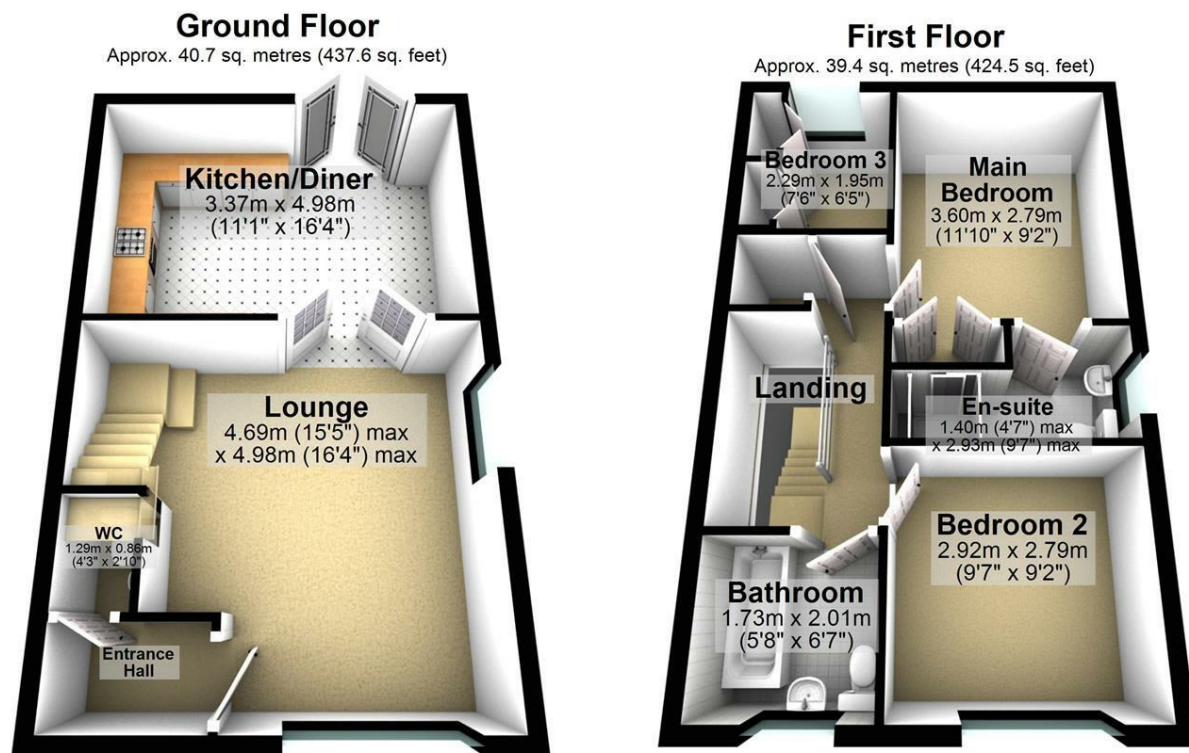 Ground Floor
Approx. 40.7 sq. metres (437.6 sq. feet)
Kitchen/Diner
3.37m x 4.98m
(11'1" x 16'4")
Lounge
4.69m (15'5") max
x 4.98m (16'4") max
WC
1.29m x 0.86m
(4'3" x 2'10")
Entrance
Hall
First Floor
Approx. 39.4 sq. metres (424.5 sq. feet)
Bedroom 3
2.29m x 1.95m
(7'6" x 6'5")
Main
Bedroom
3.60m x 2.79m
(11'10" x 9'2")
Landing
En-suite
1.40m (4'7") max
x 2.93m (9'7") max
Bedroom 2
2.92m x 2.79m
(9'7" x 9'2")
Bathroom
1.73m x 2.01m
(5'8" x 6'7")